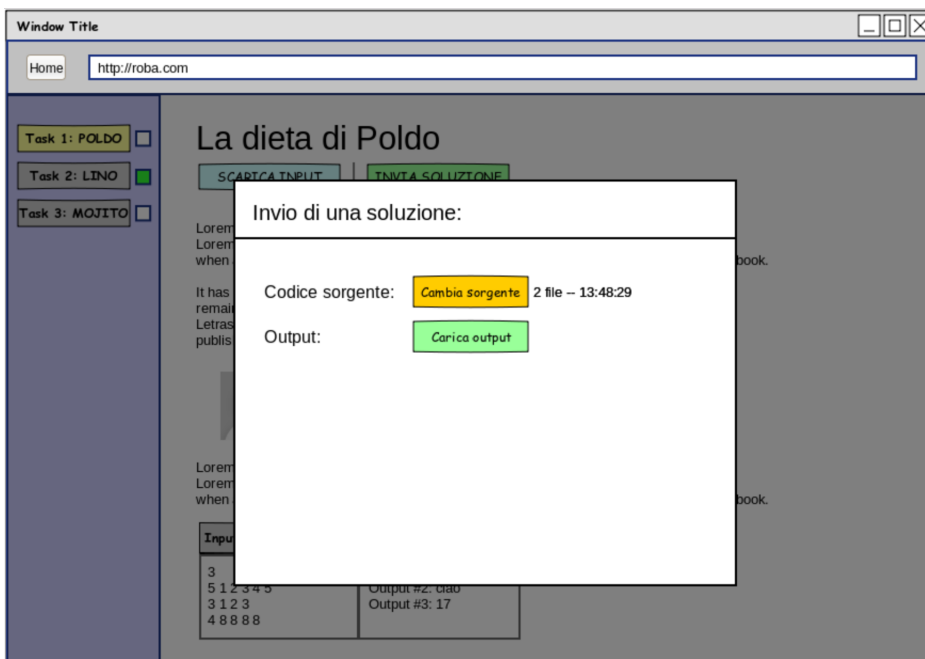 Window Title
Home
http://roba.com
Task 1: POLDO
Task 2: LINO
Task 3: MOJITO
La dieta di Poldo
SCARICA INPUT
INVIA SOLUZIONE
Lorem
Lorem
when
book.
It has
remai
Letras
publis
Invio di una soluzione:
Codice sorgente:
Cambia sorgente
2 file -- 13:48:29
Output:
Carica output
Lorem
Lorem
when
book.
Inpu
3
5 1 2 3 4 5
3 1 2 3
4 8 8 8 8
Output #2: ciao
Output #3: 17